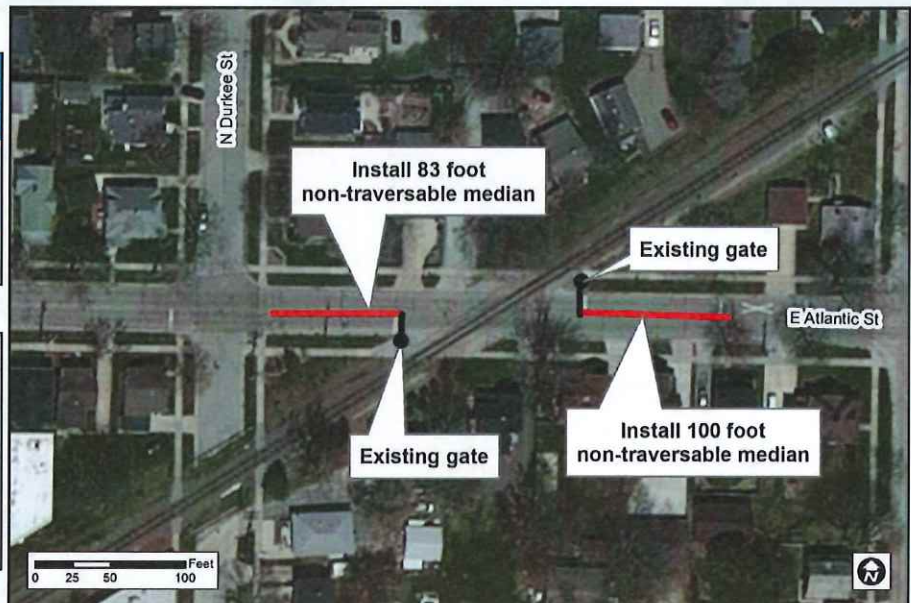 N Durkee St
Install 83 foot
non-traversable median
Existing gate
E Atlantic St
Existing gate
Install 100 foot
non-traversable median
Feet
0 25 50 100
N